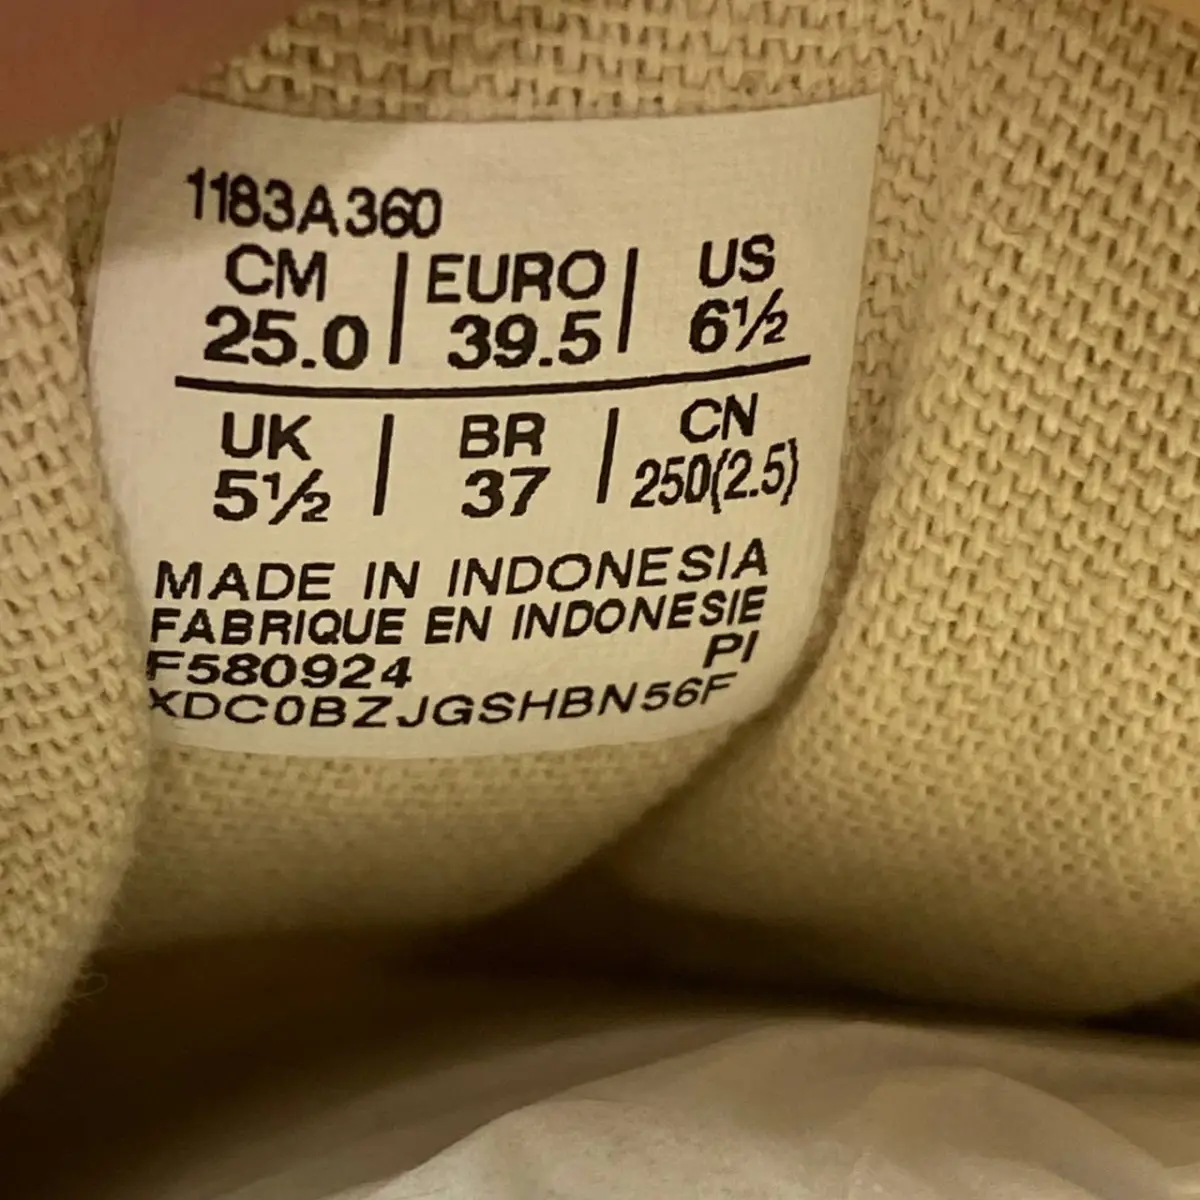 1183A360
CM | EURO | US
25.0 | 39.5 | 6½
UK | BR | CN
5½ | 37 | 250(2.5)
MADE IN INDONESIA
FABRIQUE EN INDONESIE
F580924 PI
XDC0BZJGSHBN56F